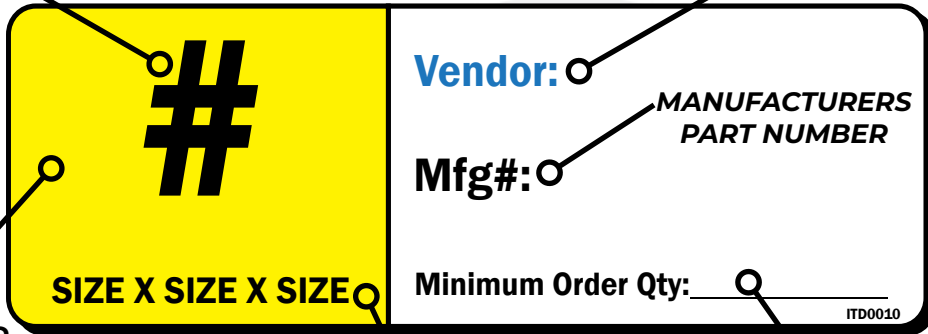 #
SIZE X SIZE X SIZE
Vendor:
MANUFACTURERS
PART NUMBER
Mfg#:
Minimum Order Qty:
ITD0010